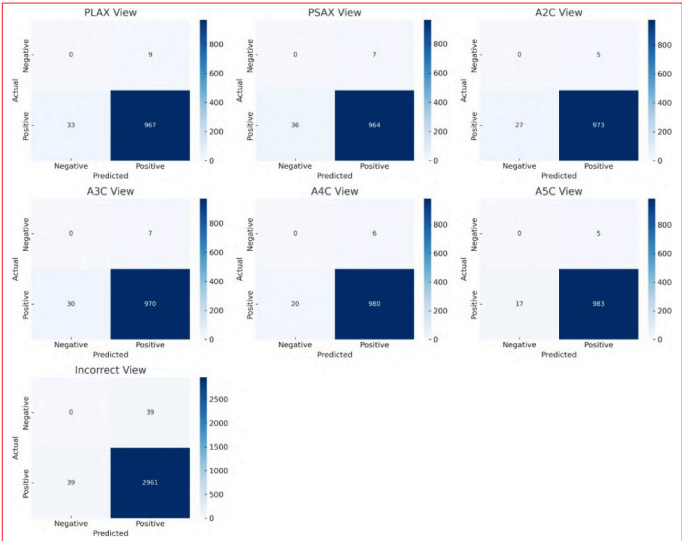 PLAX View
Negative
0
9
Actual
Positive
33
967
Negative
Positive
Predicted
800
600
400
200
0
PSAX View
Negative
0
7
Actual
Positive
36
964
Negative
Positive
Predicted
800
600
400
200
0
A2C View
Negative
0
5
Actual
Positive
27
973
Negative
Positive
Predicted
800
600
400
200
0
A3C View
Negative
0
7
Actual
Positive
30
970
Negative
Positive
Predicted
800
600
400
200
0
A4C View
Negative
0
6
Actual
Positive
20
980
Negative
Positive
Predicted
800
600
400
200
0
A5C View
Negative
0
5
Actual
Positive
17
983
Negative
Positive
Predicted
800
600
400
200
0
Incorrect View
Negative
0
39
Actual
Positive
39
2961
Negative
Positive
Predicted
2500
2000
1500
1000
500
0